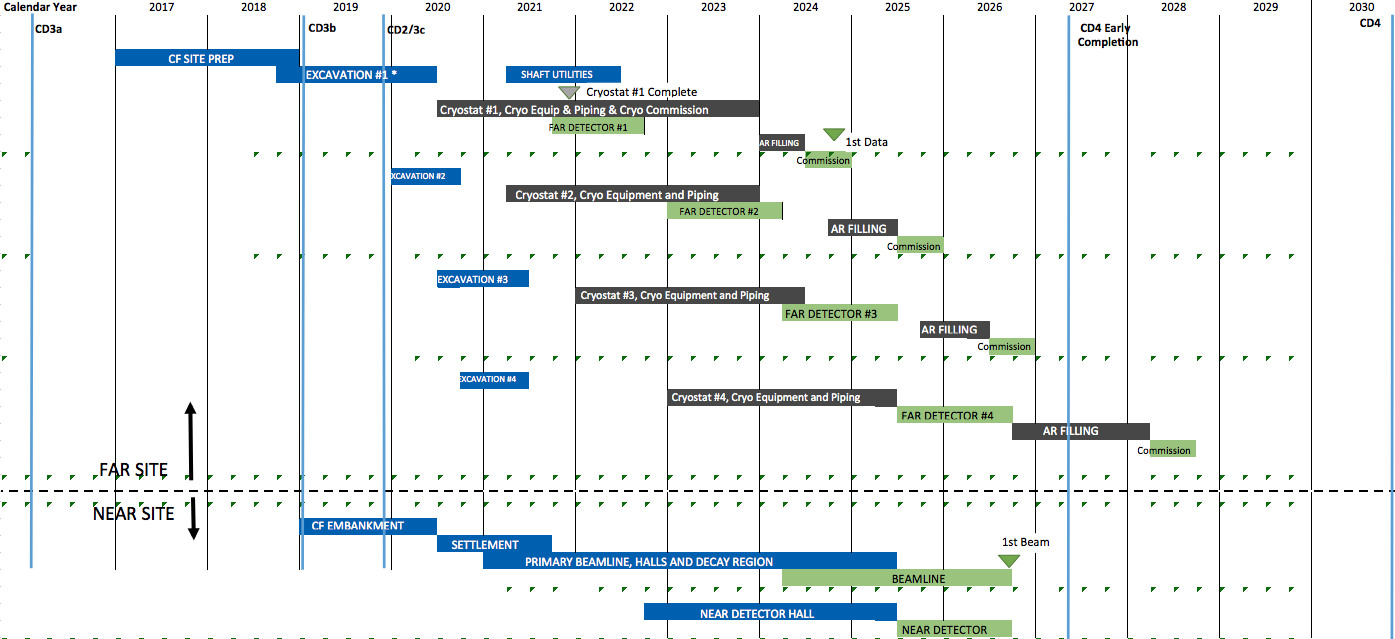 Calendar Year 2017 2018 2019 2020 2021 2022 2023 2024 2025 2026 2027 2028 2029 2030
CD3a CD3b CD2/3c CD4 Early CD4
Completion
CF SITE PREP
EXCAVATION #1 * SHAFT UTILITIES
Cryostat #1 Complete
Cryostat #1, Cryo Equip & Piping & Cryo Commission
FAR DETECTOR #1
AR FILLING 1st Data
Commission
EXCAVATION #2
Cryostat #2, Cryo Equipment and Piping
FAR DETECTOR #2
AR FILLING
Commission
EXCAVATION #3
Cryostat #3, Cryo Equipment and Piping
FAR DETECTOR #3
AR FILLING
Commission
EXCAVATION #4
Cryostat #4, Cryo Equipment and Piping
FAR DETECTOR #4
AR FILLING
Commission
FAR SITE
NEAR SITE
CF EMBANKMENT
SETTLEMENT 1st Beam
PRIMARY BEAMLINE, HALLS AND DECAY REGION
BEAMLINE
NEAR DETECTOR HALL
NEAR DETECTOR